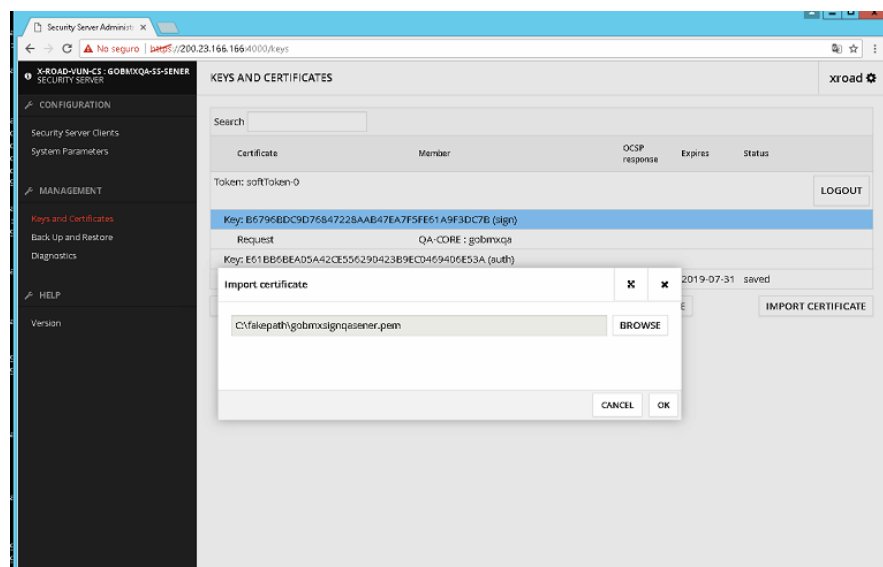 Security Server Administ
No seguro | https://200.23.166.166:4000/keys
X-ROAD-VUN-CS : GOBMXQA-SS-SENER
SECURITY SERVER
KEYS AND CERTIFICATES
xroad
CONFIGURATION
Security Server Clients
System Parameters
MANAGEMENT
Keys and Certificates
Back Up and Restore
Diagnostics
HELP
Version
Search
Certificate Member OCSP response Expires Status
Token: softToken-0
LOGOUT
Key: B6796BDC9D76847228AAB47EA7F5FE61A9F3DC7B (sign)
Request QA-CORE : gobmxqa
Key: E61BB6BEA05A42CE556290423B9EC0469406E53A (auth)
2019-07-31 saved
IMPORT CERTIFICATE
Import certificate
C:\fakepath\gobmxsignqasener.pem
BROWSE
CANCEL OK